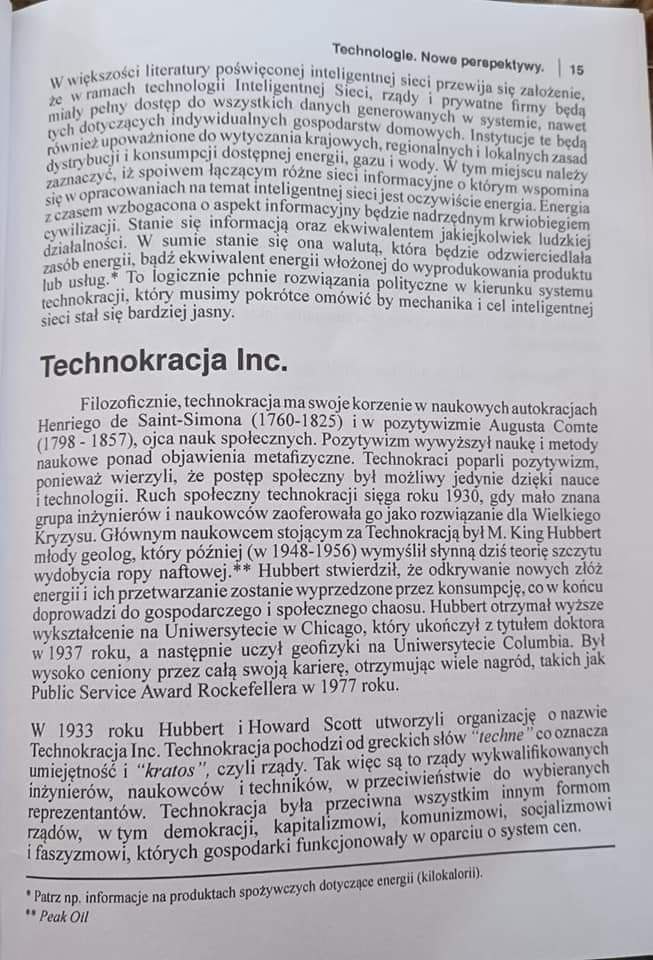 Technologie. Nowe perspektywy. | 15
W większości literatury poświęconej inteligentnej sieci przewija się założenie,
że w ramach technologii Inteligentnej Sieci, rządy i prywatne firmy będą
miały pełny dostęp do wszystkich danych generowanych w systemie, nawet
tych dotyczących indywidualnych gospodarstw domowych. Instytucje te będą
również upoważnione do wytyczania krajowych, regionalnych i lokalnych zasad
dystrybucji i konsumpcji dostępnej energii, gazu i wody. W tym miejscu należy
zaznaczyć, iż spoiwem łączącym różne sieci informacyjne o którym wspomina
się w opracowaniach na temat inteligentnej sieci jest oczywiście energia. Energia
z czasem wzbogacona o aspekt informacyjny będzie nadrzędnym krwiobiegiem
cywilizacji. Stanie się informacją oraz ekwiwalentem jakiejkolwiek ludzkiej
działalności. W sumie stanie się ona walutą, która będzie odzwierciedlała
zasób energii, bądź ekwiwalent energii włożonej do wyprodukowania produktu
lub usług.* To logicznie pchnie rozwiązania polityczne w kierunku systemu
technokracji, który musimy pokrótce omówić by mechanika i cel inteligentnej
sieci stał się bardziej jasny.
Technokracja Inc.
Filozoficznie, technokracja ma swoje korzenie w naukowych autokracjach
Henriego de Saint-Simona (1760-1825) i w pozytywizmie Augusta Comte
(1798 - 1857), ojca nauk społecznych. Pozytywizm wywyższył naukę i metody
naukowe ponad objawienia metafizyczne. Technokraci poparli pozytywizm,
ponieważ wierzyli, że postęp społeczny był możliwy jedynie dzięki nauce
i technologii. Ruch społeczny technokracji sięga roku 1930, gdy mało znana
grupa inżynierów i naukowców zaoferowała go jako rozwiązanie dla Wielkiego
Kryzysu. Głównym naukowcem stojącym za Technokracją był M. King Hubbert
młody geolog, który później (w 1948-1956) wymyślił słynną dziś teorię szczytu
wydobycia ropy naftowej.** Hubbert stwierdził, że odkrywanie nowych złóż
energii i ich przetwarzanie zostanie wyprzedzone przez konsumpcję, co w końcu
doprowadzi do gospodarczego i społecznego chaosu. Hubbert otrzymał wyższe
wykształcenie na Uniwersytecie w Chicago, który ukończył z tytułem doktora
w 1937 roku, a następnie uczył geofizyki na Uniwersytecie Columbia. Był
wysoko ceniony przez całą swoją karierę, otrzymując wiele nagród, takich jak
Public Service Award Rockefellera w 1977 roku.
W 1933 roku Hubbert i Howard Scott utworzyli organizację o nazwie
Technokracja Inc. Technokracja pochodzi od greckich słów "techne" co oznacza
umiejętność i "kratos", czyli rządy. Tak więc są to rządy wykwalifikowanych
inżynierów, naukowców i techników, w przeciwieństwie do wybieranych
reprezentantów. Technokracja była przeciwna wszystkim innym formom
rządów, w tym demokracji, kapitalizmowi, komunizmowi, socjalizmowi
i faszyzmowi, których gospodarki funkcjonowały w oparciu o system cen.
* Patrz np. informacje na produktach spożywczych dotyczące energii (kilokalorii).
** Peak Oil